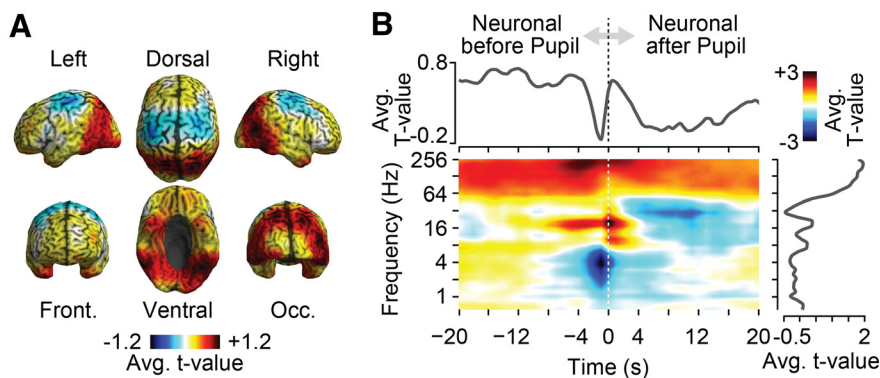 A
Left
Dorsal
Right
Front.
Ventral
Occ.
-1.2
+1.2
Avg. t-value
B
Neuronal before Pupil
Neuronal after Pupil
0.8
-0.2
Avg. T-value
+3
-3
Avg. T-value
256
64
16
4
1
Frequency (Hz)
−20
−12
−4
0
4
12
20
Time (s)
-0.5
2
Avg. t-value